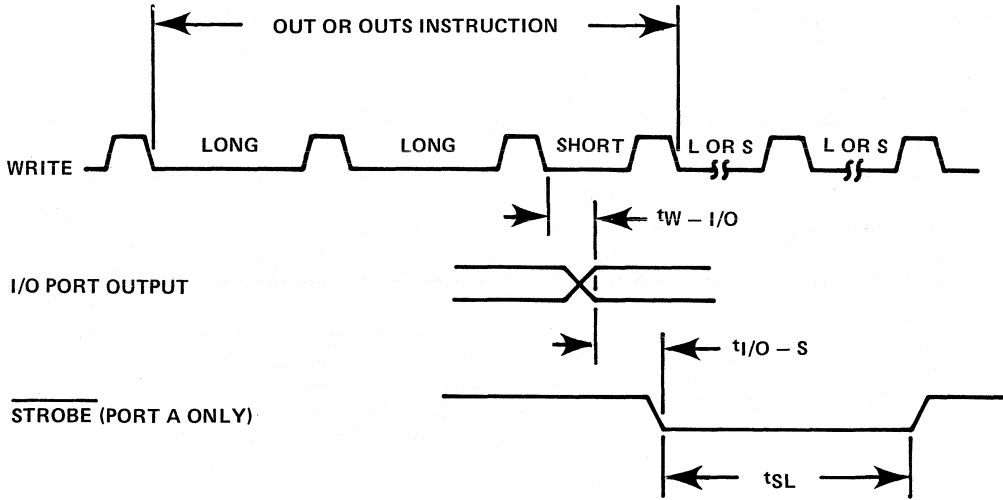 OUT OR OUTS INSTRUCTION
WRITE LONG LONG SHORT L OR S L OR S
tW – I/O
I/O PORT OUTPUT
tI/O – S
STROBE (PORT A ONLY)
tSL